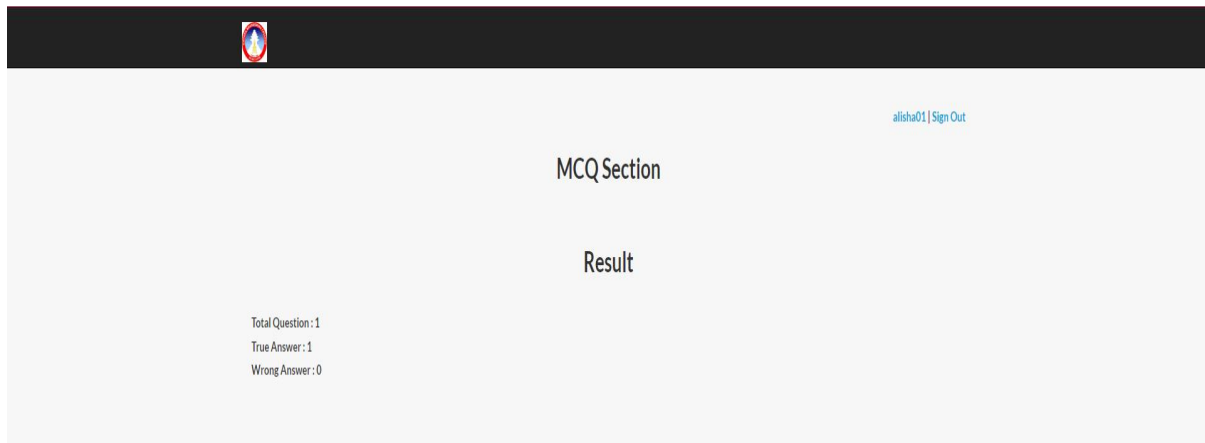 alisha01 | Sign Out
MCQ Section
Result
Total Question : 1
True Answer : 1
Wrong Answer : 0